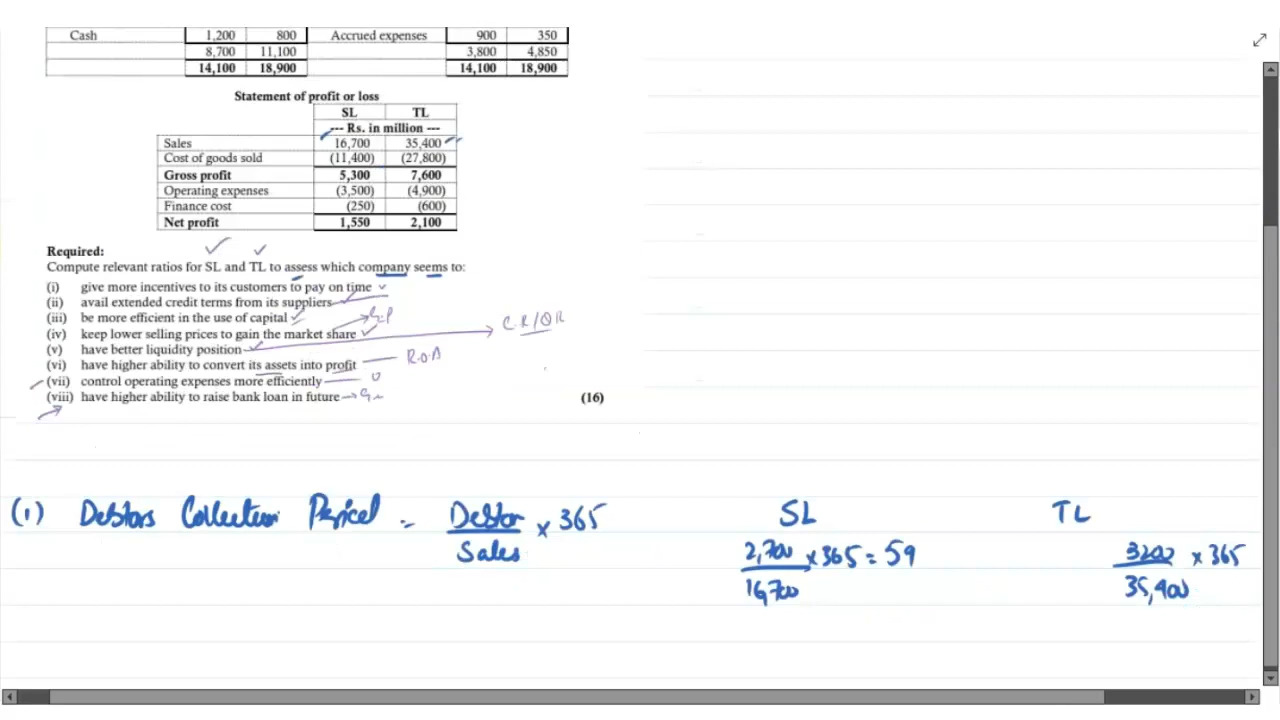 Cash 1,200 800 Accrued expenses 900 350
8,700 11,100 3,800 4,850
14,100 18,900 14,100 18,900
Statement of profit or loss
SL TL
--- Rs. in million ---
Sales 16,700 35,400
Cost of goods sold (11,400) (27,800)
Gross profit 5,300 7,600
Operating expenses (3,500) (4,900)
Finance cost (250) (600)
Net profit 1,550 2,100
Required:
Compute relevant ratios for SL and TL to assess which company seems to:
(i) give more incentives to its customers to pay on time
(ii) avail extended credit terms from its suppliers
(iii) be more efficient in the use of capital
(iv) keep lower selling prices to gain the market share
C.R/QR
(v) have better liquidity position
(vi) have higher ability to convert its assets into profit R.O.A
(vii) control operating expenses more efficiently
(viii) have higher ability to raise bank loan in future (16)
(1) Debtors Collection Period = Debtor / Sales × 365
SL
2,700 / 16,700 × 365 = 59
TL
3200 / 35,400 × 365